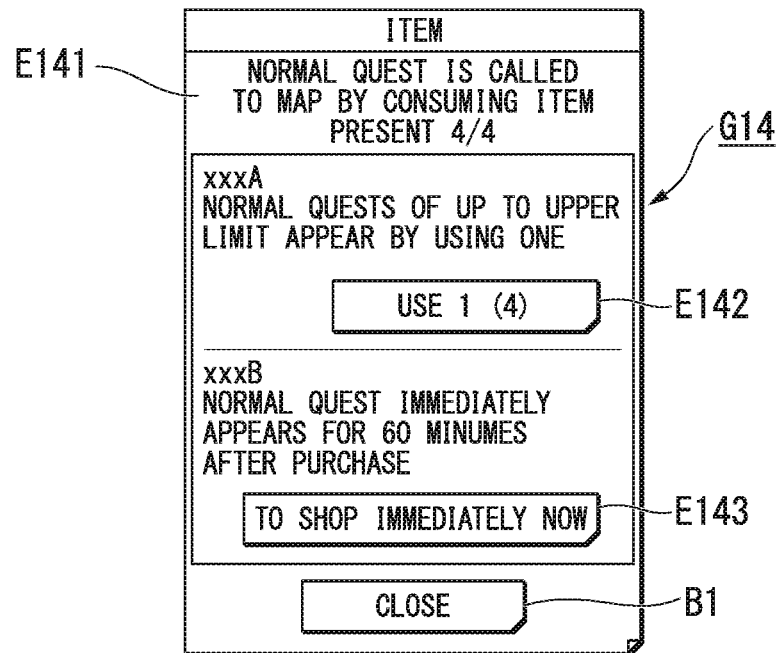 ITEM
E141
NORMAL QUEST IS CALLED
TO MAP BY CONSUMING ITEM
PRESENT 4/4
G14
xxxA
NORMAL QUESTS OF UP TO UPPER
LIMIT APPEAR BY USING ONE
USE 1 (4)
E142
xxxB
NORMAL QUEST IMMEDIATELY
APPEARS FOR 60 MINUMES
AFTER PURCHASE
TO SHOP IMMEDIATELY NOW
E143
CLOSE
B1